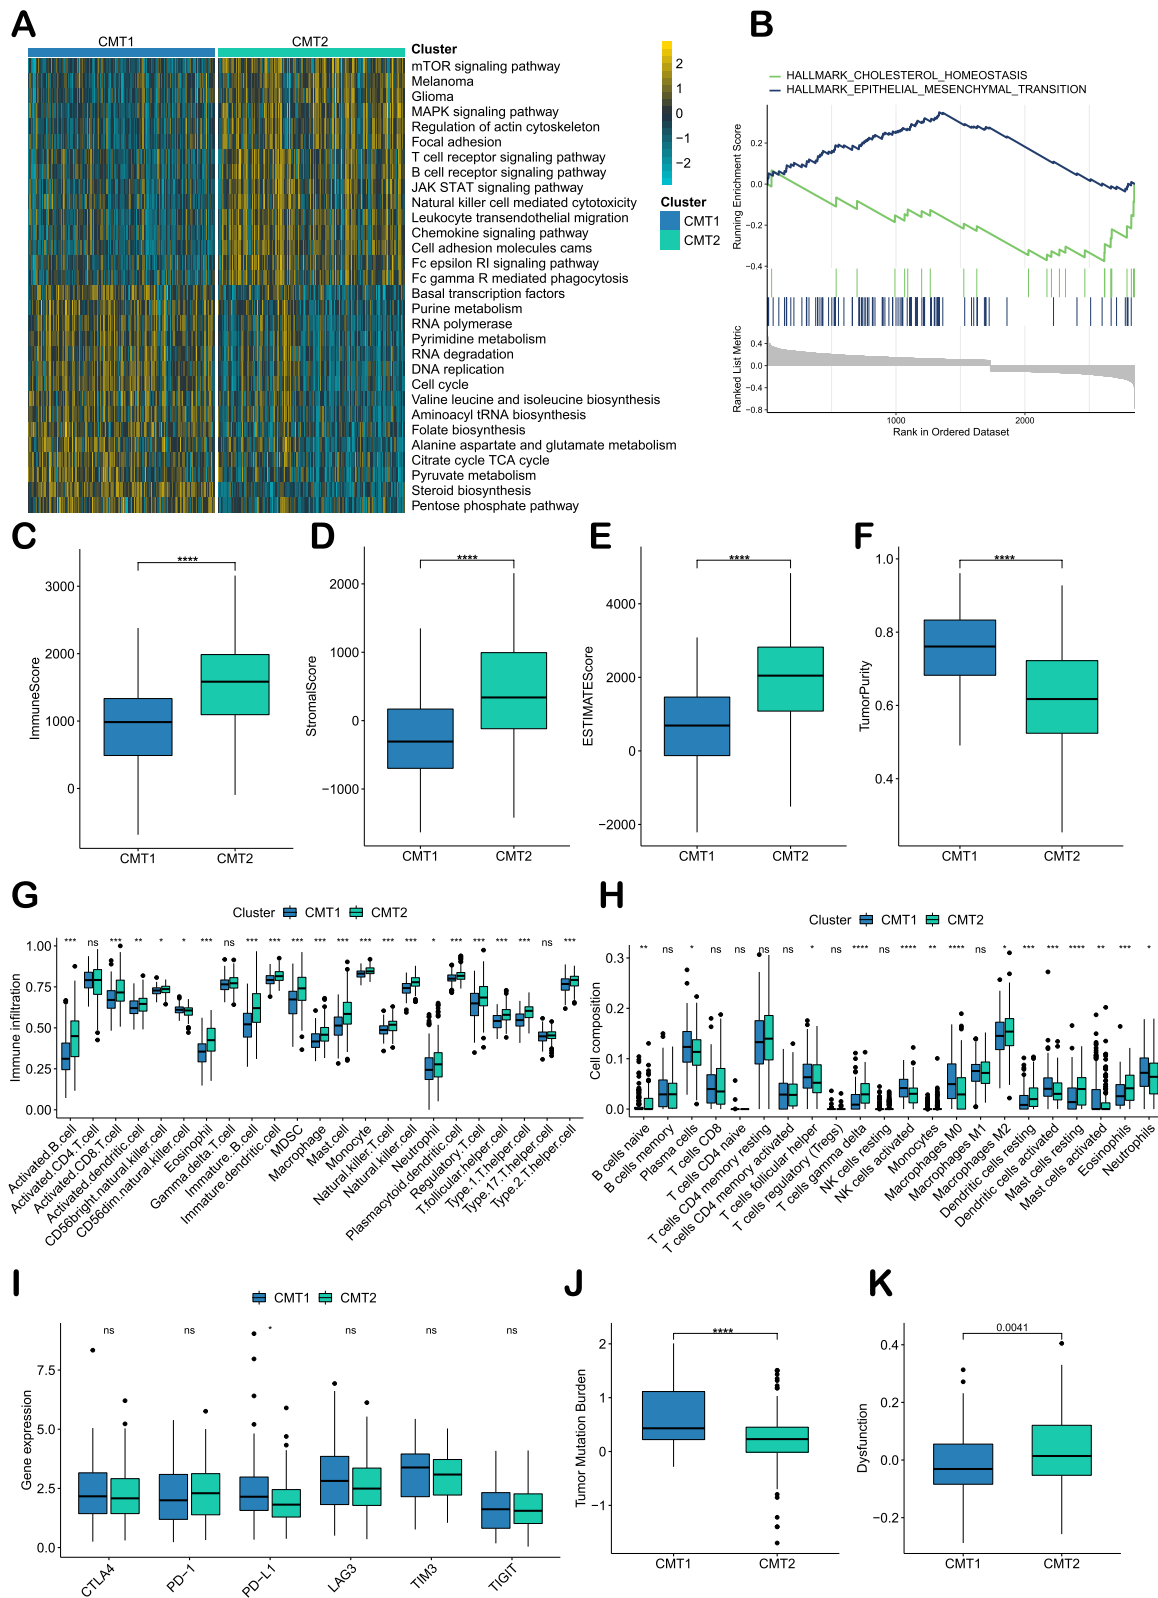 A
CMT1
CMT2
Cluster
mTOR signaling pathway
Melanoma
Glioma
MAPK signaling pathway
Regulation of actin cytoskeleton
Focal adhesion
T cell receptor signaling pathway
B cell receptor signaling pathway
JAK STAT signaling pathway
Natural killer cell mediated cytotoxicity
Leukocyte transendothelial migration
Chemokine signaling pathway
Cell adhesion molecules cams
Fc epsilon RI signaling pathway
Fc gamma R mediated phagocytosis
Basal transcription factors
Purine metabolism
RNA polymerase
Pyrimidine metabolism
RNA degradation
DNA replication
Cell cycle
Valine leucine and isoleucine biosynthesis
Aminoacyl tRNA biosynthesis
Folate biosynthesis
Alanine aspartate and glutamate metabolism
Citrate cycle TCA cycle
Pyruvate metabolism
Steroid biosynthesis
Pentose phosphate pathway
2
1
0
−1
−2
Cluster
CMT1
CMT2
B
HALLMARK_CHOLESTEROL_HOMEOSTASIS
HALLMARK_EPITHELIAL_MESENCHYMAL_TRANSITION
Running Enrichment Score
0.2
0.0
−0.2
−0.4
Ranked List Metric
0.4
0.0
−0.4
−0.8
1000
2000
Rank in Ordered Dataset
C
ImmuneScore
3000
2000
1000
0
****
CMT1
CMT2
D
StromalScore
2000
1000
0
−1000
****
CMT1
CMT2
E
ESTIMATEScore
4000
2000
0
−2000
****
CMT1
CMT2
F
TumorPurity
1.0
0.8
0.6
0.4
****
CMT1
CMT2
G
Cluster
CMT1
CMT2
Immune infiltration
1.00
0.75
0.50
0.25
0.00
*** ns *** ** * * *** ns *** *** *** *** *** *** *** *** * *** *** *** *** ns ***
Activated.B.cell
Activated.CD4.T.cell
Activated.CD8.T.cell
Activated.dendritic.cell
CD56bright.natural.killer.cell
CD56dim.natural.killer.cell
Eosinophil
Gamma.delta.T.cell
Immature..B.cell
Immature.dendritic.cell
MDSC
Macrophage
Mast.cell
Monocyte
Natural.killer.T.cell
Natural.killer.cell
Neutrophil
Plasmacytoid.dendritic.cell
Regulatory.T.cell
T.follicular.helper.cell
Type.1.T.helper.cell
Type.17.T.helper.cell
Type.2.T.helper.cell
H
Cluster
CMT1
CMT2
Cell composition
0.3
0.2
0.1
0.0
** ns * ns ns ns ns * ns **** ns **** ** **** ns * *** *** **** ** *** *
B cells naive
B cells memory
Plasma cells
T cells CD8
T cells CD4 naive
T cells CD4 memory resting
T cells CD4 memory activated
T cells follicular helper
T cells regulatory (Tregs)
T cells gamma delta
NK cells resting
NK cells activated
Monocytes
Macrophages M0
Macrophages M1
Macrophages M2
Dendritic cells resting
Dendritic cells activated
Mast cells resting
Mast cells activated
Eosinophils
Neutrophils
I
CMT1
CMT2
Gene expression
7.5
5.0
2.5
0.0
ns ns * ns ns ns
CTLA4
PD−1
PD−L1
LAG3
TIM3
TIGIT
J
Tumor Mutation Burden
2
1
0
−1
****
CMT1
CMT2
K
Dysfunction
0.4
0.2
0.0
−0.2
0.0041
CMT1
CMT2